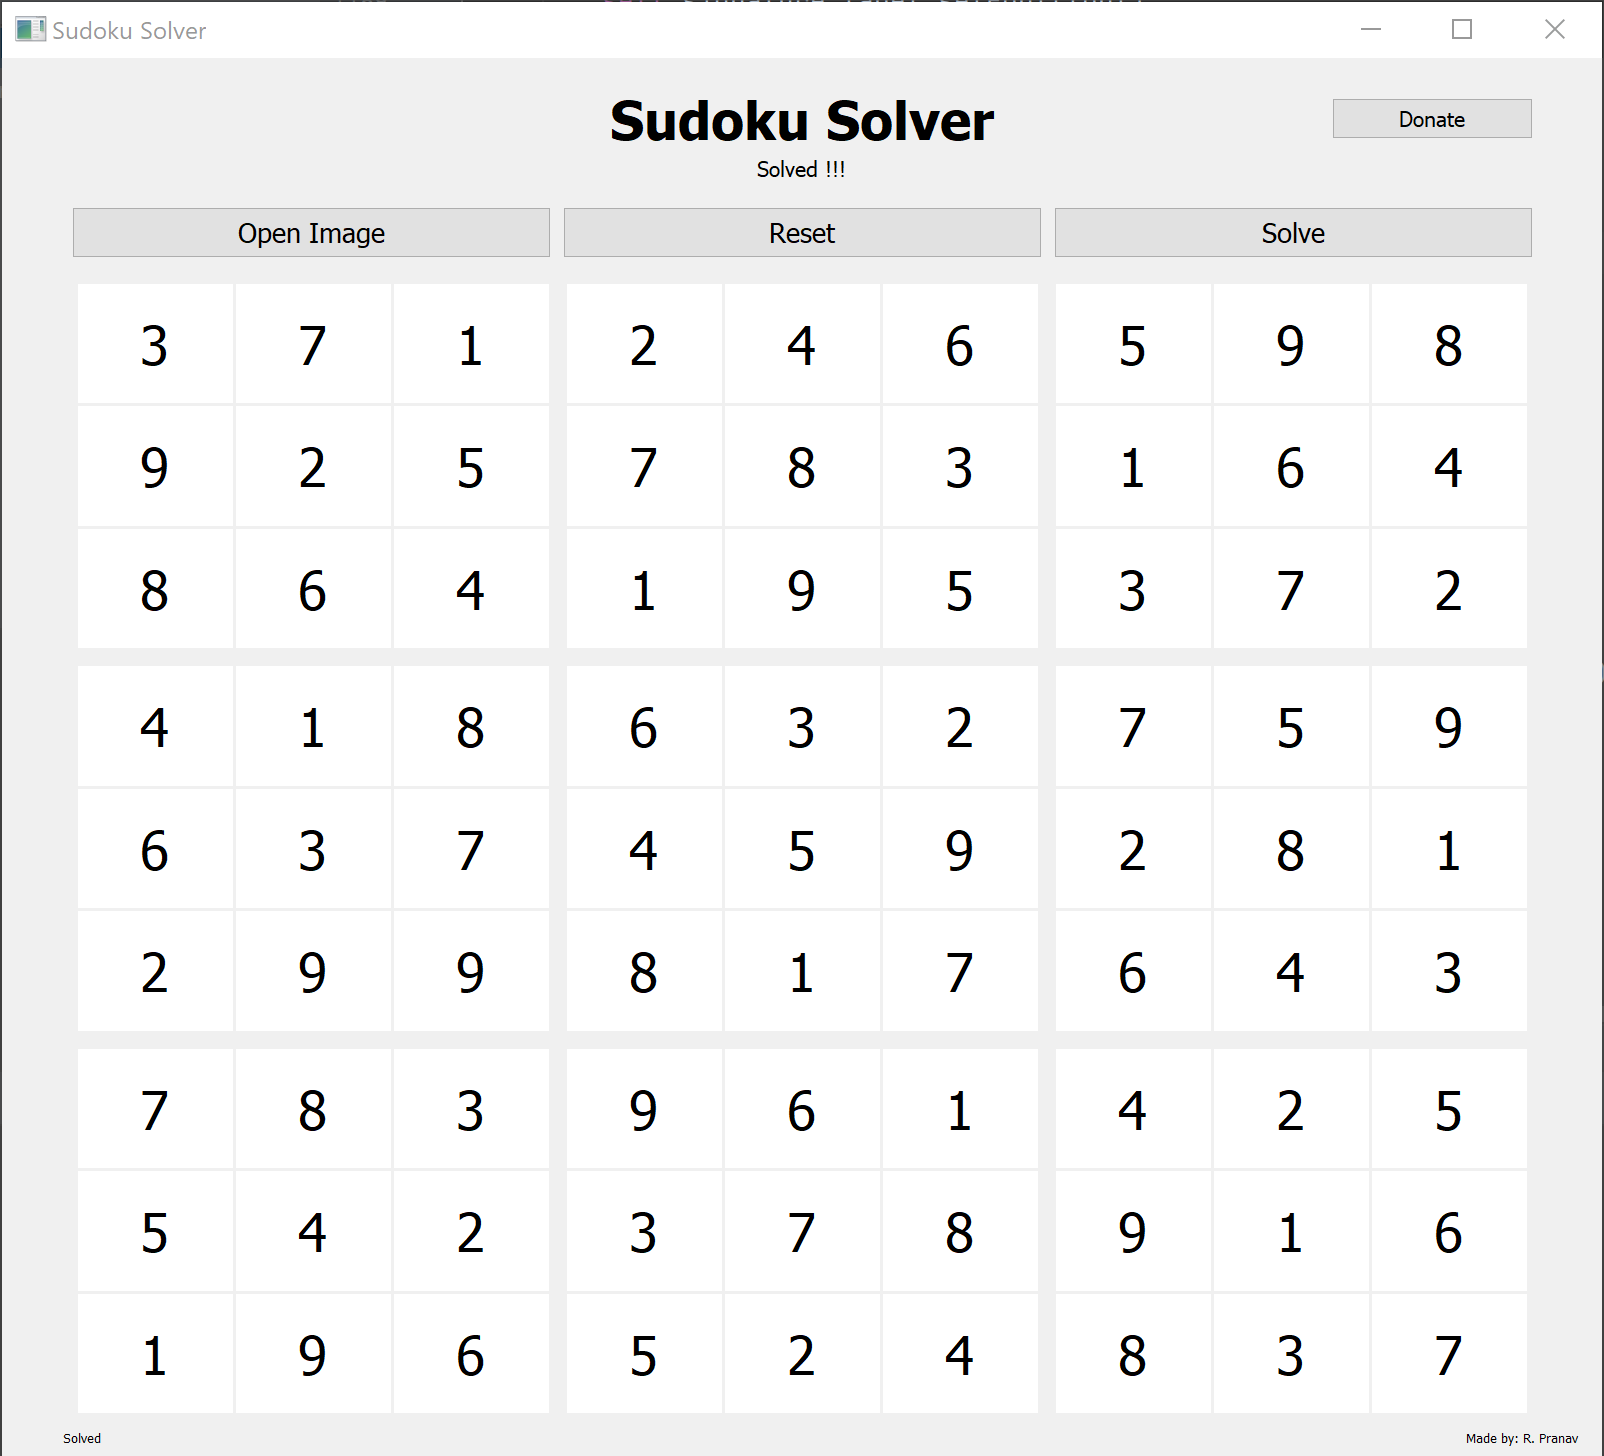 Sudoku Solver
Sudoku Solver
Donate
Solved !!!
Open Image Reset Solve
3 7 1 2 4 6 5 9 8
9 2 5 7 8 3 1 6 4
8 6 4 1 9 5 3 7 2
4 1 8 6 3 2 7 5 9
6 3 7 4 5 9 2 8 1
2 9 9 8 1 7 6 4 3
7 8 3 9 6 1 4 2 5
5 4 2 3 7 8 9 1 6
1 9 6 5 2 4 8 3 7
Solved Made by: R. Pranav